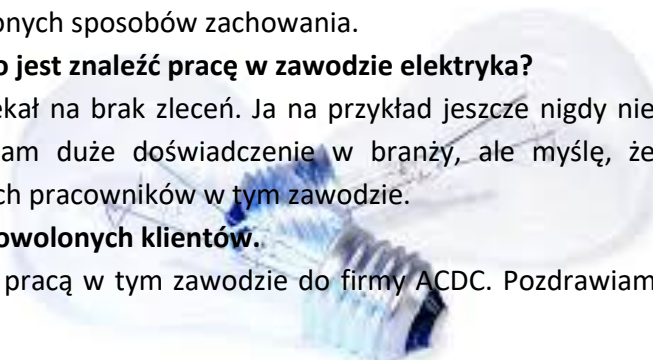 onych sposobów zachowania.
o jest znaleźć pracę w zawodzie elektryka?
ekał na brak zleceń. Ja na przykład jeszcze nigdy nie
am duże doświadczenie w branży, ale myślę, że
ch pracowników w tym zawodzie.
owolonych klientów.
pracą w tym zawodzie do firmy ACDC. Pozdrawiam